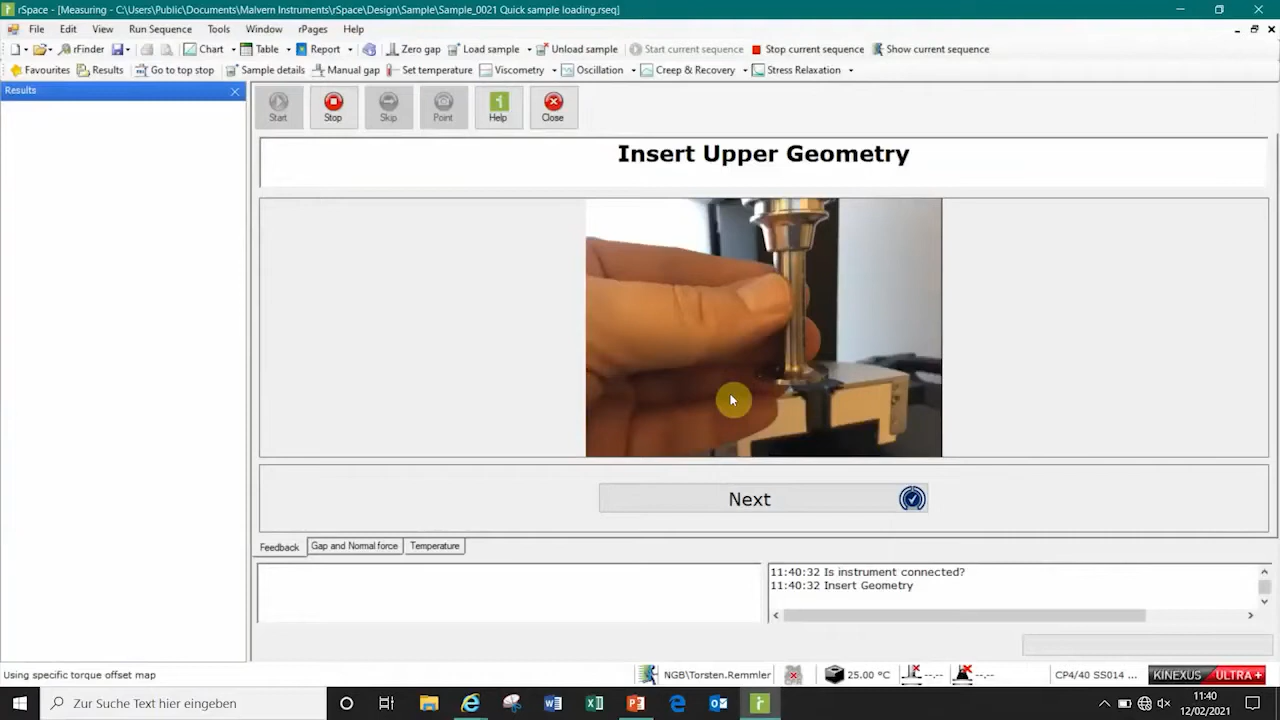 rSpace - [Measuring - C:\Users\Public\Documents\Malvern Instruments\rSpace\Design\Sample\Sample_0021 Quick sample loading.rseq]
File Edit View Run Sequence Tools Window rPages Help
rFinder Chart Table Report Zero gap Load sample Unload sample Start current sequence Stop current sequence Show current sequence
Favourites Results Go to top stop Sample details Manual gap Set temperature Viscometry Oscillation Creep & Recovery Stress Relaxation
Results
Start Stop Skip Point Help Close
Insert Upper Geometry
Next
Feedback Gap and Normal force Temperature
11:40:32 Is instrument connected?
11:40:32 Insert Geometry
Using specific torque offset map NGB\Torsten.Remmler 25.00 °C --.-- --.-- CP4/40 SS014 ... KINEXUS ULTRA+
Zur Suche Text hier eingeben
11:40
12/02/2021